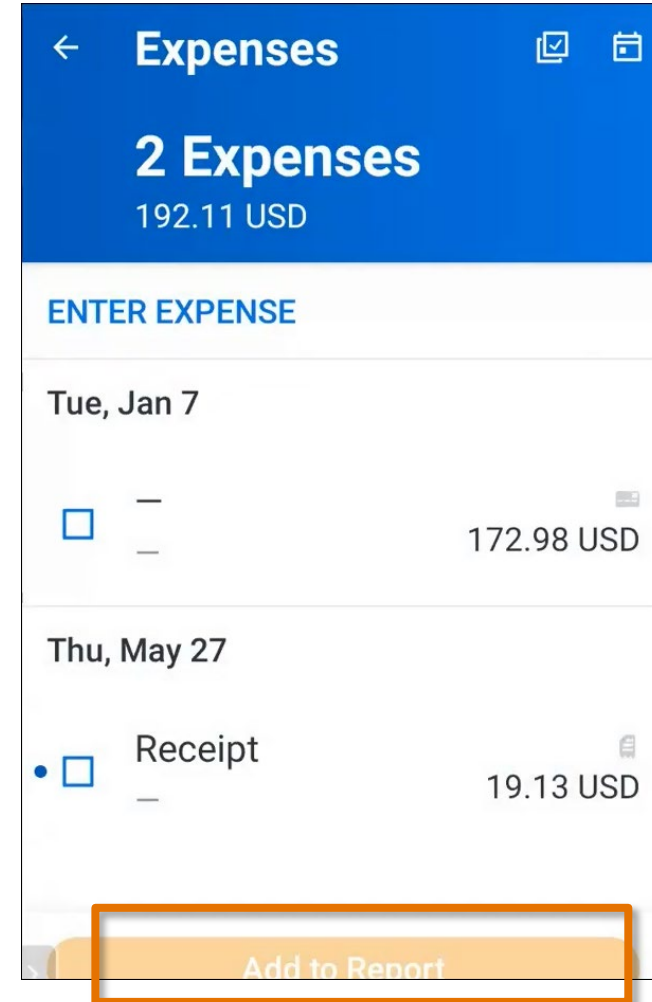 Expenses
2 Expenses
192.11 USD
ENTER EXPENSE
Tue, Jan 7
—
—
172.98 USD
Thu, May 27
Receipt
—
19.13 USD
Add to Report